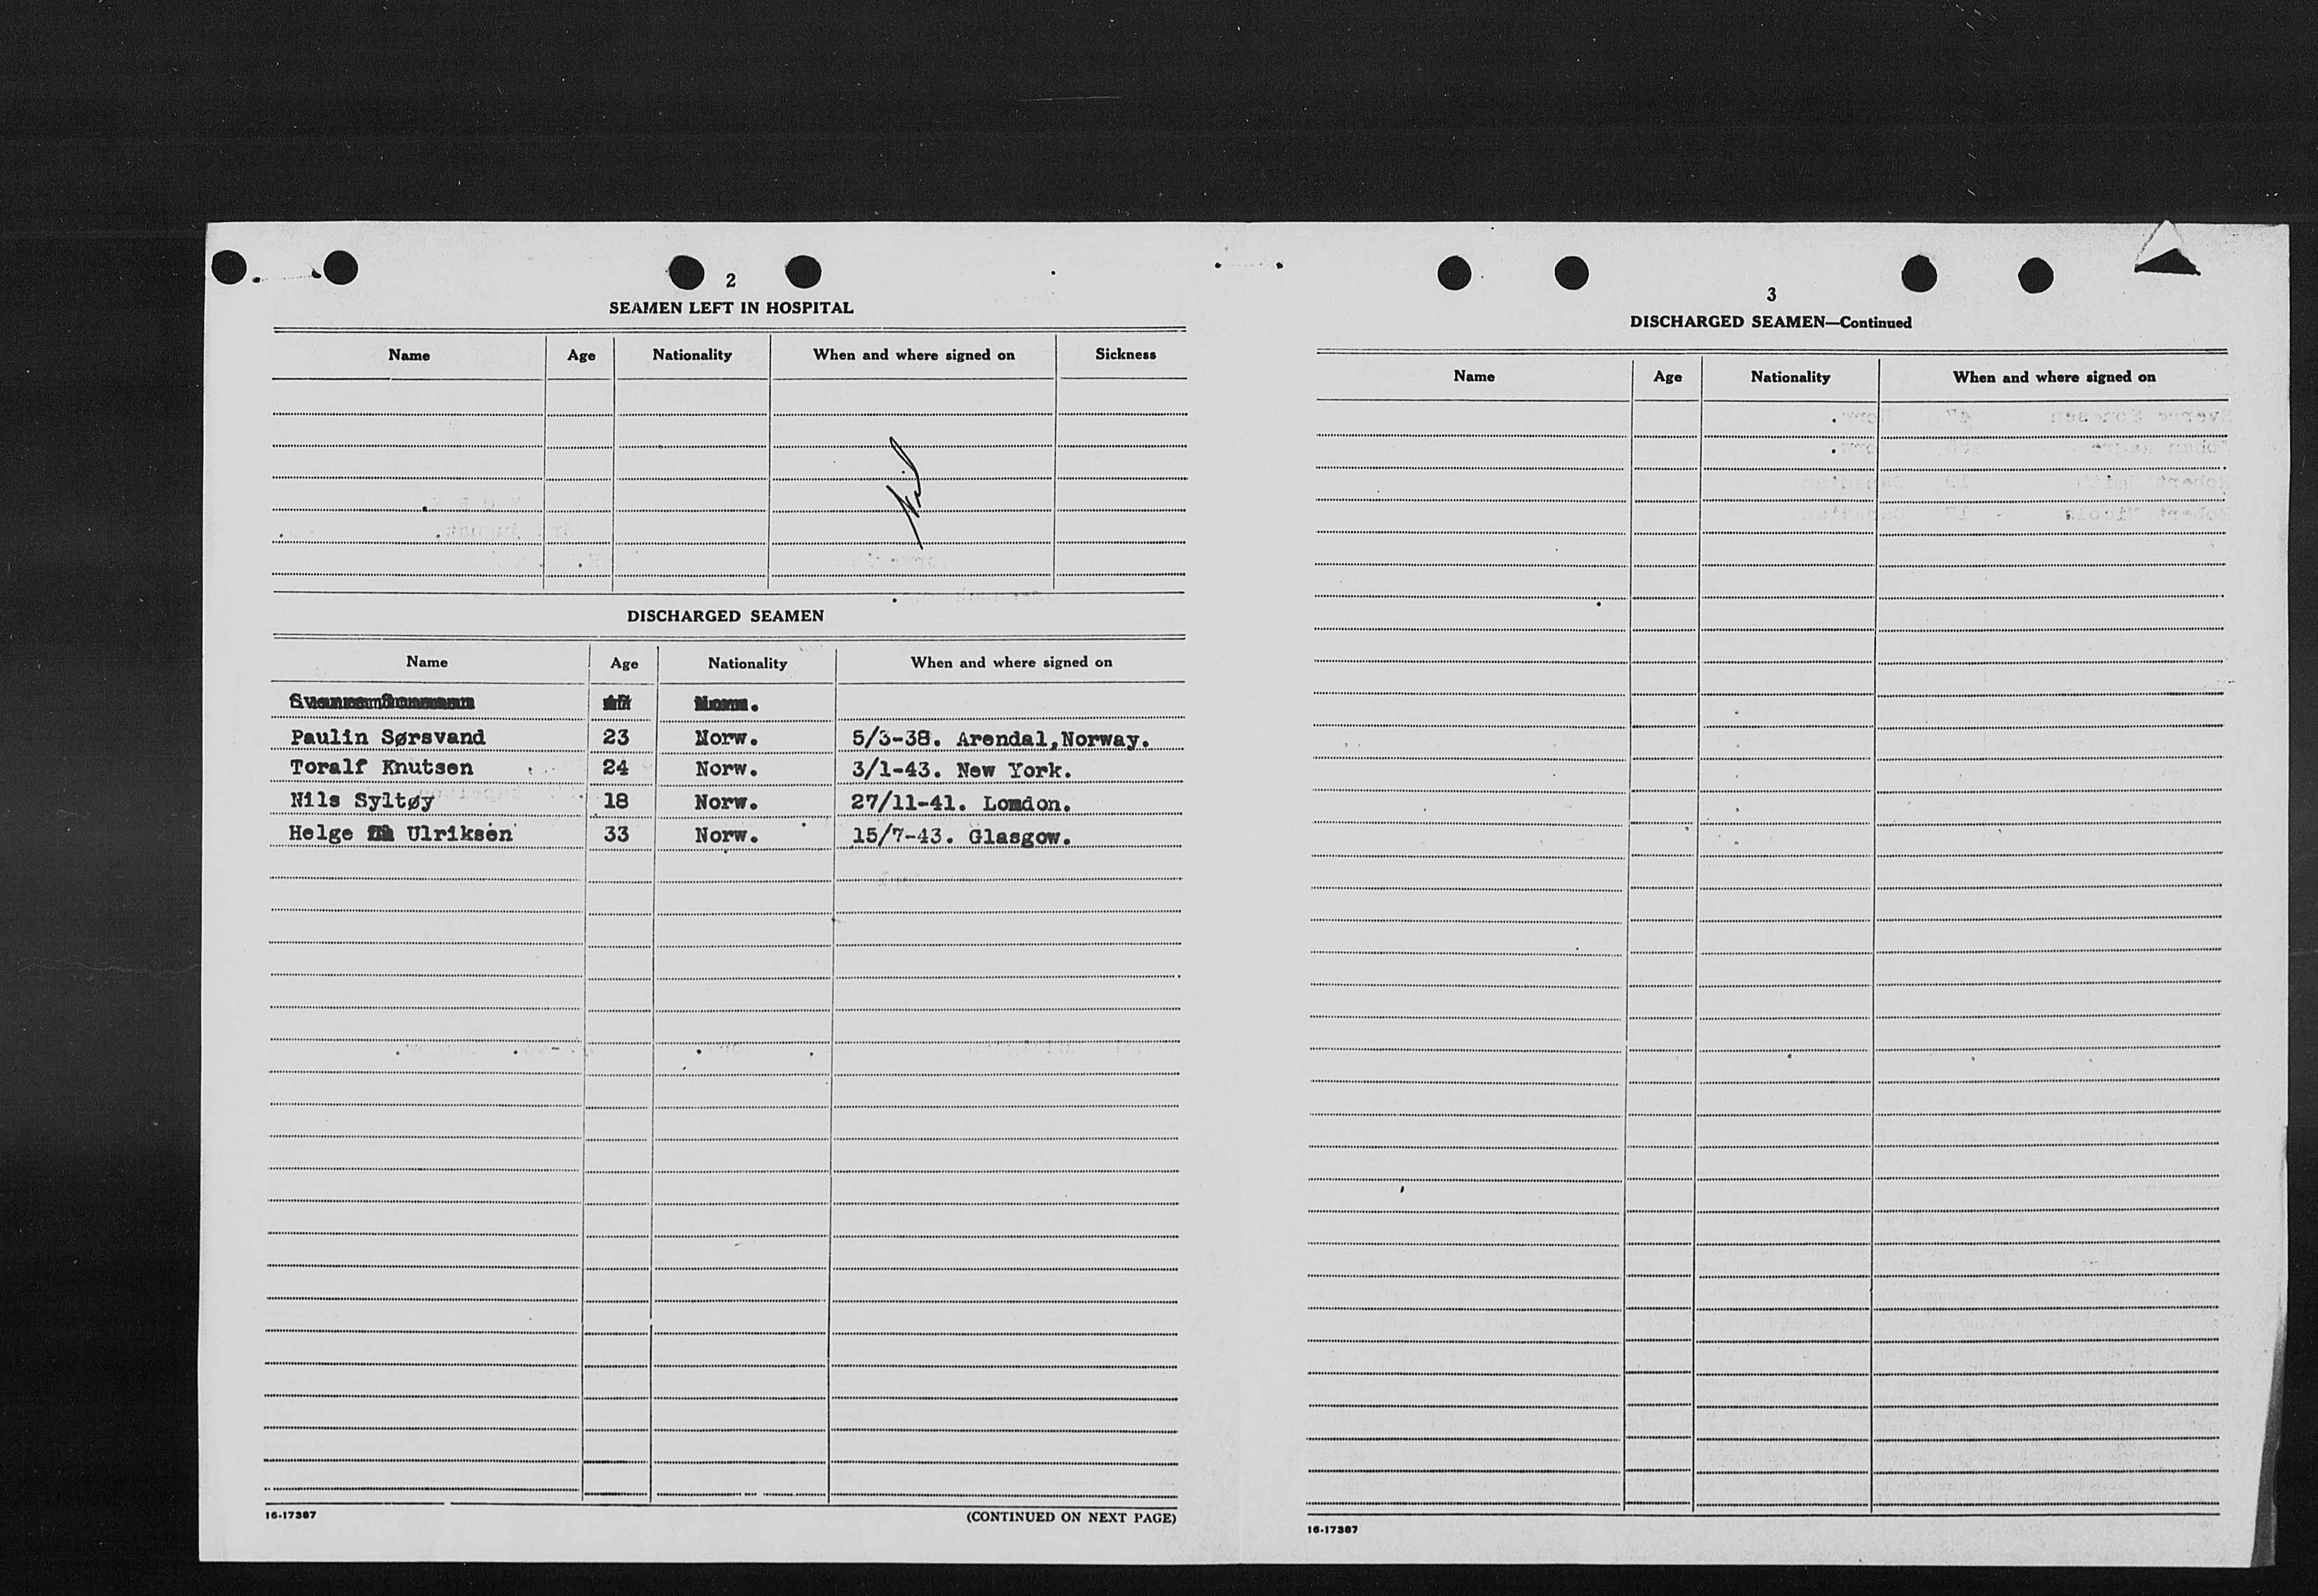 2
SEAMEN LEFT IN HOSPITAL
Name Age Nationality When and where signed on Sickness
Nil
DISCHARGED SEAMEN
Name Age Nationality When and where signed on
Paulin Sørsvand 23 Norw. 5/3-38. Arendal,Norway.
Toralf Knutsen 24 Norw. 3/1-43. New York.
Nils Syltøy 18 Norw. 27/11-41. London.
Helge Ulriksen 33 Norw. 15/7-43. Glasgow.
16-17387 (CONTINUED ON NEXT PAGE)
3
DISCHARGED SEAMEN—Continued
Name Age Nationality When and where signed on
16-17387